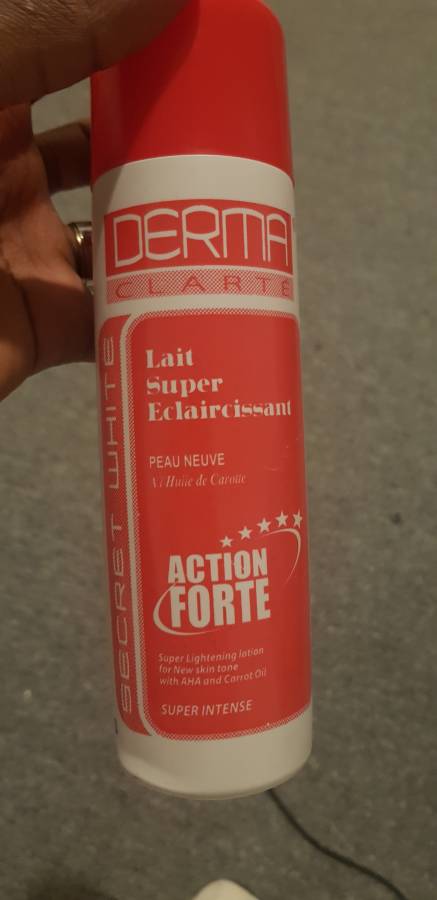 DERMA
CLARTÉ
SECRET WHITE
Lait
Super
Eclaircissant
PEAU NEUVE
A l'Huile de Carotte
ACTION
FORTE
Super Lightening lotion
for New skin tone
with AHA and Carrot Oil
SUPER INTENSE